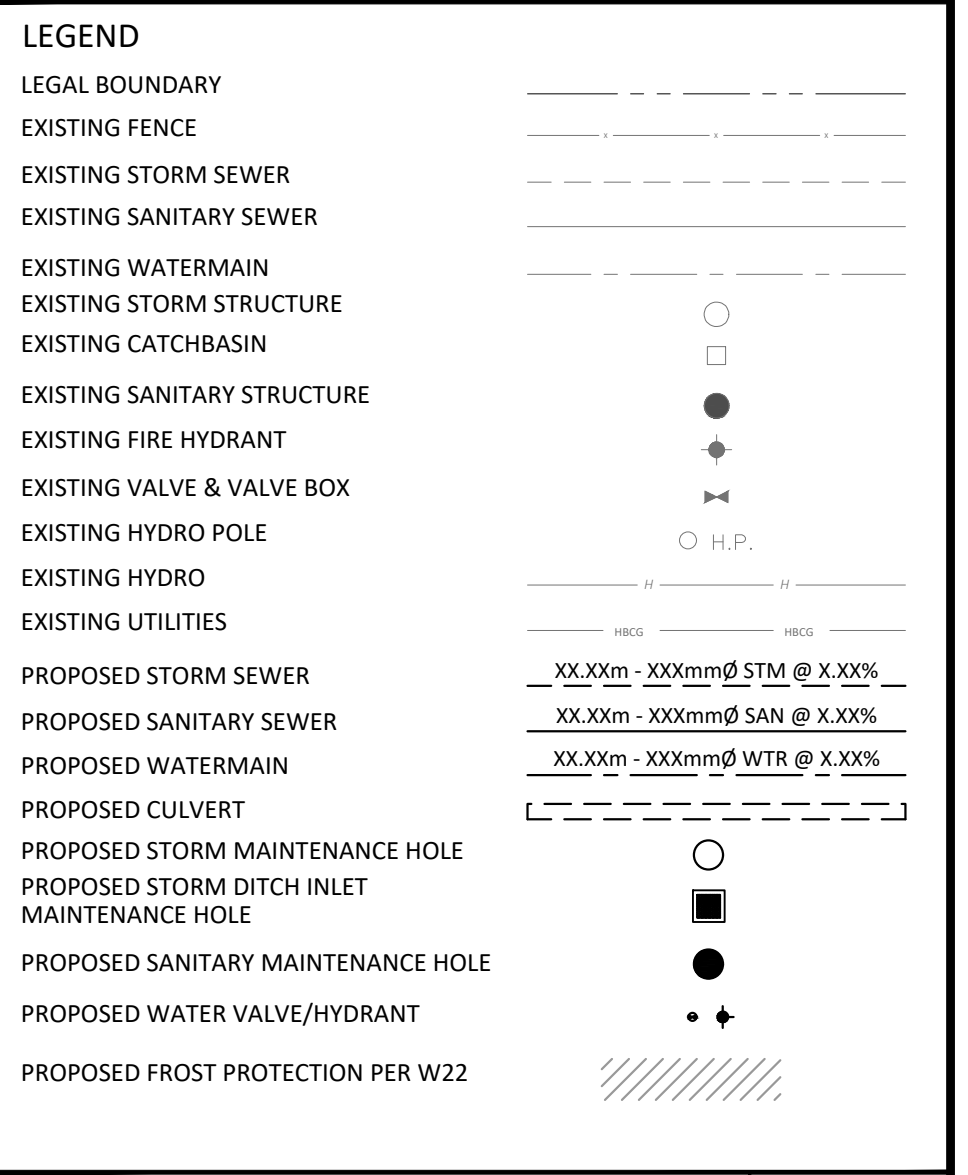 LEGEND
LEGAL BOUNDARY
EXISTING FENCE x x x
EXISTING STORM SEWER
EXISTING SANITARY SEWER
EXISTING WATERMAIN
EXISTING STORM STRUCTURE
EXISTING CATCHBASIN
EXISTING SANITARY STRUCTURE
EXISTING FIRE HYDRANT
EXISTING VALVE & VALVE BOX
EXISTING HYDRO POLE H.P.
EXISTING HYDRO H H
EXISTING UTILITIES HBCG HBCG
PROPOSED STORM SEWER XX.XXm - XXXmmØ STM @ X.XX%
PROPOSED SANITARY SEWER XX.XXm - XXXmmØ SAN @ X.XX%
PROPOSED WATERMAIN XX.XXm - XXXmmØ WTR @ X.XX%
PROPOSED CULVERT
PROPOSED STORM MAINTENANCE HOLE
PROPOSED STORM DITCH INLET
MAINTENANCE HOLE
PROPOSED SANITARY MAINTENANCE HOLE
PROPOSED WATER VALVE/HYDRANT
PROPOSED FROST PROTECTION PER W22